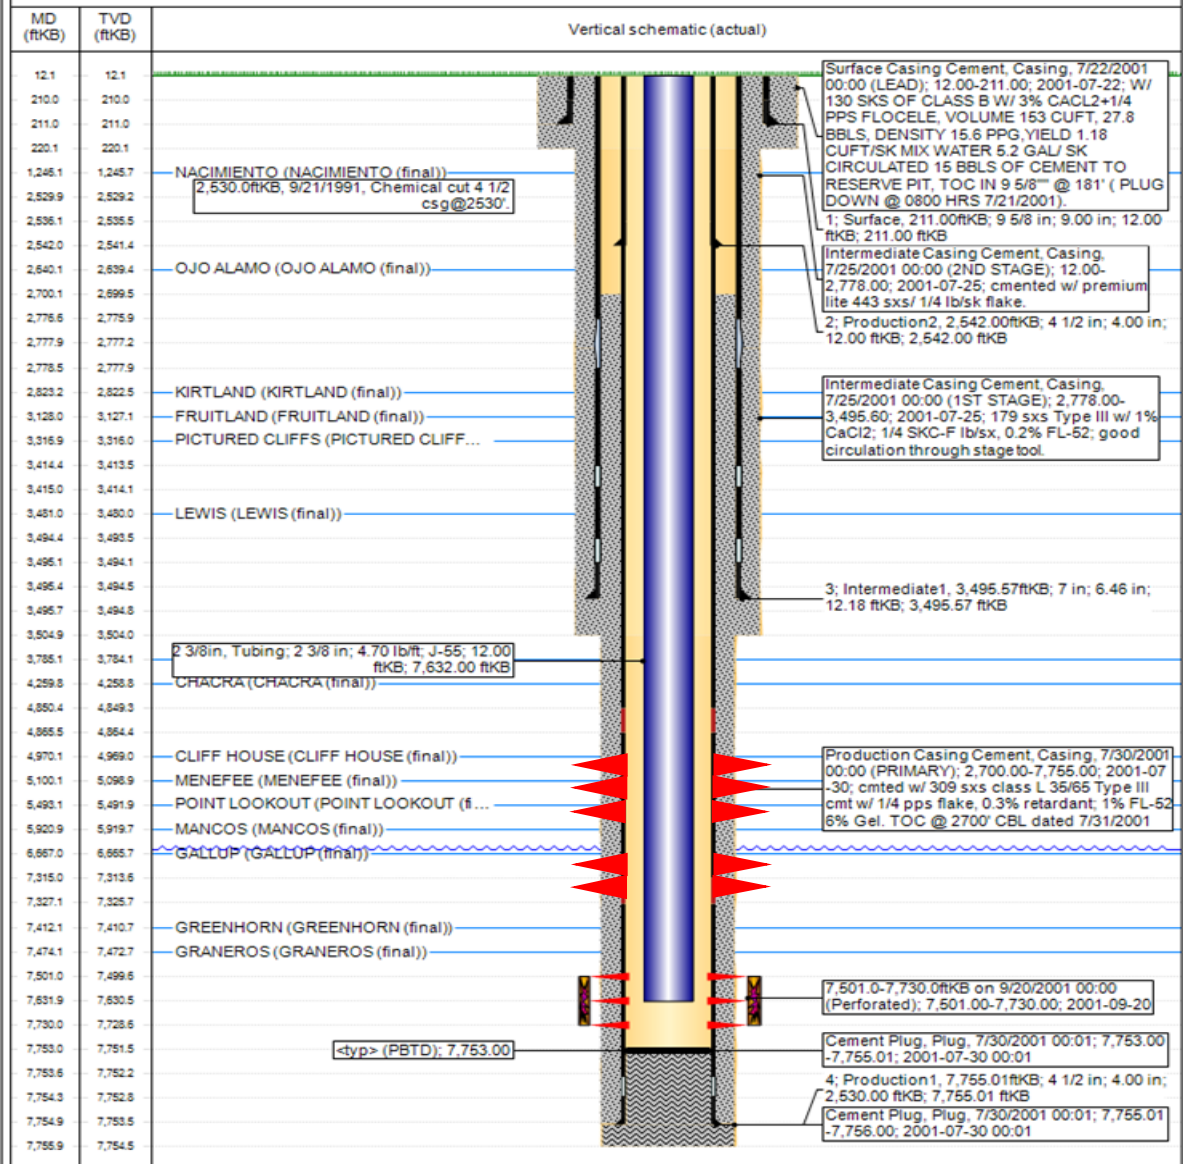 MD (ftKB)
TVD (ftKB)
Vertical schematic (actual)
12.1 12.1
210.0 210.0
211.0 211.0
220.1 220.1
1,246.1 1,245.7
2,529.9 2,529.2
2,536.1 2,535.5
2,542.0 2,541.4
2,640.1 2,639.4
2,700.1 2,699.5
2,776.6 2,775.9
2,777.9 2,777.2
2,778.5 2,777.9
2,823.2 2,822.5
3,128.0 3,127.1
3,316.9 3,316.0
3,414.4 3,413.5
3,415.0 3,414.1
3,481.0 3,480.0
3,494.4 3,493.5
3,495.1 3,494.1
3,495.4 3,494.5
3,495.7 3,494.8
3,504.9 3,504.0
3,785.1 3,784.1
4,259.8 4,258.8
4,850.4 4,849.3
4,865.5 4,864.4
4,970.1 4,969.0
5,100.1 5,098.9
5,493.1 5,491.9
5,920.9 5,919.7
6,667.0 6,665.7
7,315.0 7,313.6
7,327.1 7,325.7
7,412.1 7,410.7
7,474.1 7,472.7
7,501.0 7,499.6
7,631.9 7,630.5
7,730.0 7,728.6
7,753.0 7,751.5
7,753.6 7,752.2
7,754.3 7,752.8
7,754.9 7,753.5
7,755.9 7,754.5
NACIMIENTO (NACIMIENTO (final))
2,530.0ftKB, 9/21/1991, Chemical cut 4 1/2
csg@2530'.
OJO ALAMO (OJO ALAMO (final))
KIRTLAND (KIRTLAND (final))
FRUITLAND (FRUITLAND (final))
PICTURED CLIFFS (PICTURED CLIFF...
LEWIS (LEWIS (final))
2 3/8in, Tubing; 2 3/8 in; 4.70 lb/ft; J-55; 12.00
ftKB; 7,632.00 ftKB
CHACRA (CHACRA (final))
CLIFF HOUSE (CLIFF HOUSE (final))
MENEFEE (MENEFEE (final))
POINT LOOKOUT (POINT LOOKOUT (fi...
MANCOS (MANCOS (final))
GALLUP (GALLUP (final))
GREENHORN (GREENHORN (final))
GRANEROS (GRANEROS (final))
<typ> (PBTD); 7,753.00
Surface Casing Cement, Casing, 7/22/2001
00:00 (LEAD); 12.00-211.00; 2001-07-22; W/
130 SKS OF CLASS B W/ 3% CACL2+1/4
PPS FLOCELE, VOLUME 153 CUFT, 27.8
BBLS, DENSITY 15.6 PPG,YIELD 1.18
CUFT/SK MIX WATER 5.2 GAL/ SK
CIRCULATED 15 BBLS OF CEMENT TO
RESERVE PIT, TOC IN 9 5/8"" @ 181' ( PLUG
DOWN @ 0800 HRS 7/21/2001).
1; Surface, 211.00ftKB; 9 5/8 in; 9.00 in; 12.00
ftKB; 211.00 ftKB
Intermediate Casing Cement, Casing,
7/25/2001 00:00 (2ND STAGE); 12.00-
2,778.00; 2001-07-25; cmented w/ premium
lite 443 sxs/ 1/4 lb/sk flake.
2; Production2, 2,542.00ftKB; 4 1/2 in; 4.00 in;
12.00 ftKB; 2,542.00 ftKB
Intermediate Casing Cement, Casing,
7/25/2001 00:00 (1ST STAGE); 2,778.00-
3,495.60; 2001-07-25; 179 sxs Type III w/ 1%
CaCl2; 1/4 SKC-F lb/sx, 0.2% FL-52; good
circulation through stage tool.
3; Intermediate1, 3,495.57ftKB; 7 in; 6.46 in;
12.18 ftKB; 3,495.57 ftKB
Production Casing Cement, Casing, 7/30/2001
00:00 (PRIMARY); 2,700.00-7,755.00; 2001-07
-30; cmted w/ 309 sxs class L 35/65 Type III
cmt w/ 1/4 pps flake, 0.3% retardant; 1% FL-52
6% Gel. TOC @ 2700' CBL dated 7/31/2001
7,501.0-7,730.0ftKB on 9/20/2001 00:00
(Perforated); 7,501.00-7,730.00; 2001-09-20
Cement Plug, Plug, 7/30/2001 00:01; 7,753.00
-7,755.01; 2001-07-30 00:01
4; Production1, 7,755.01ftKB; 4 1/2 in; 4.00 in;
2,530.00 ftKB; 7,755.01 ftKB
Cement Plug, Plug, 7/30/2001 00:01; 7,755.01
-7,756.00; 2001-07-30 00:01